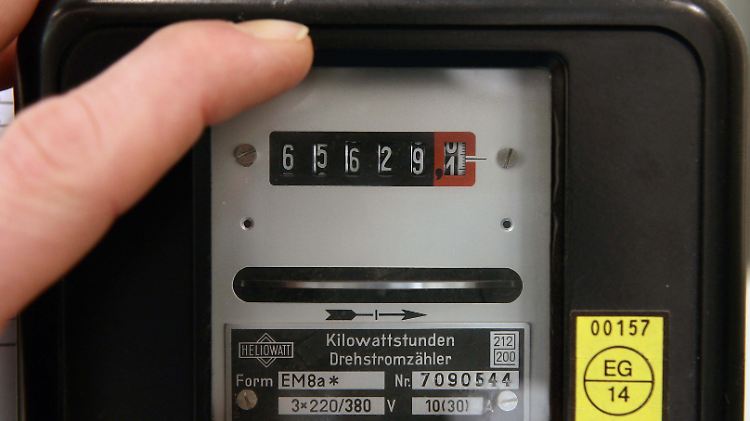 65629,1
00157
EG
14
Kilowattstunden
Drehstromzähler
HELIOWATT
212
200
Form EM8a* Nr. 7090544
3×220/380 V 10(30) A